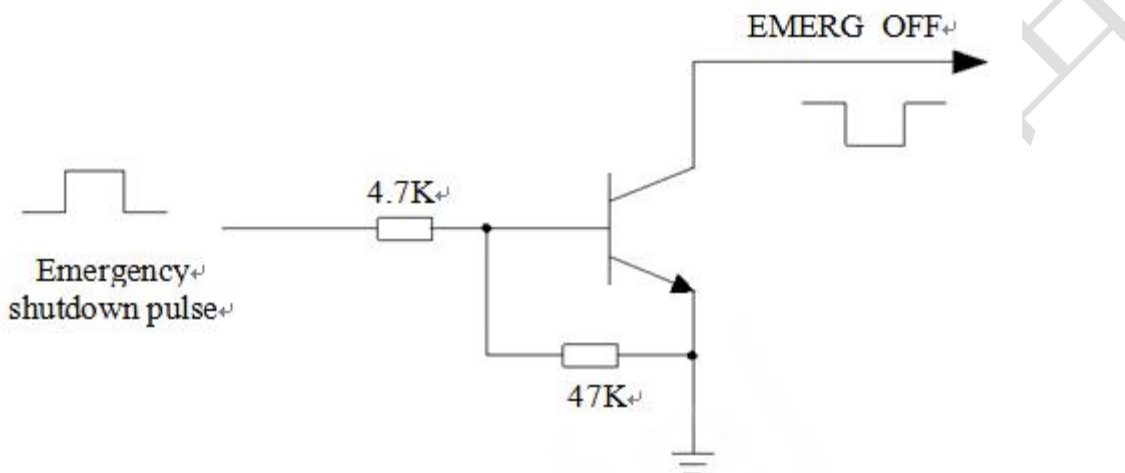 EMERG OFF↵
4.7K↵
Emergency↵
shutdown pulse↵
47K↵